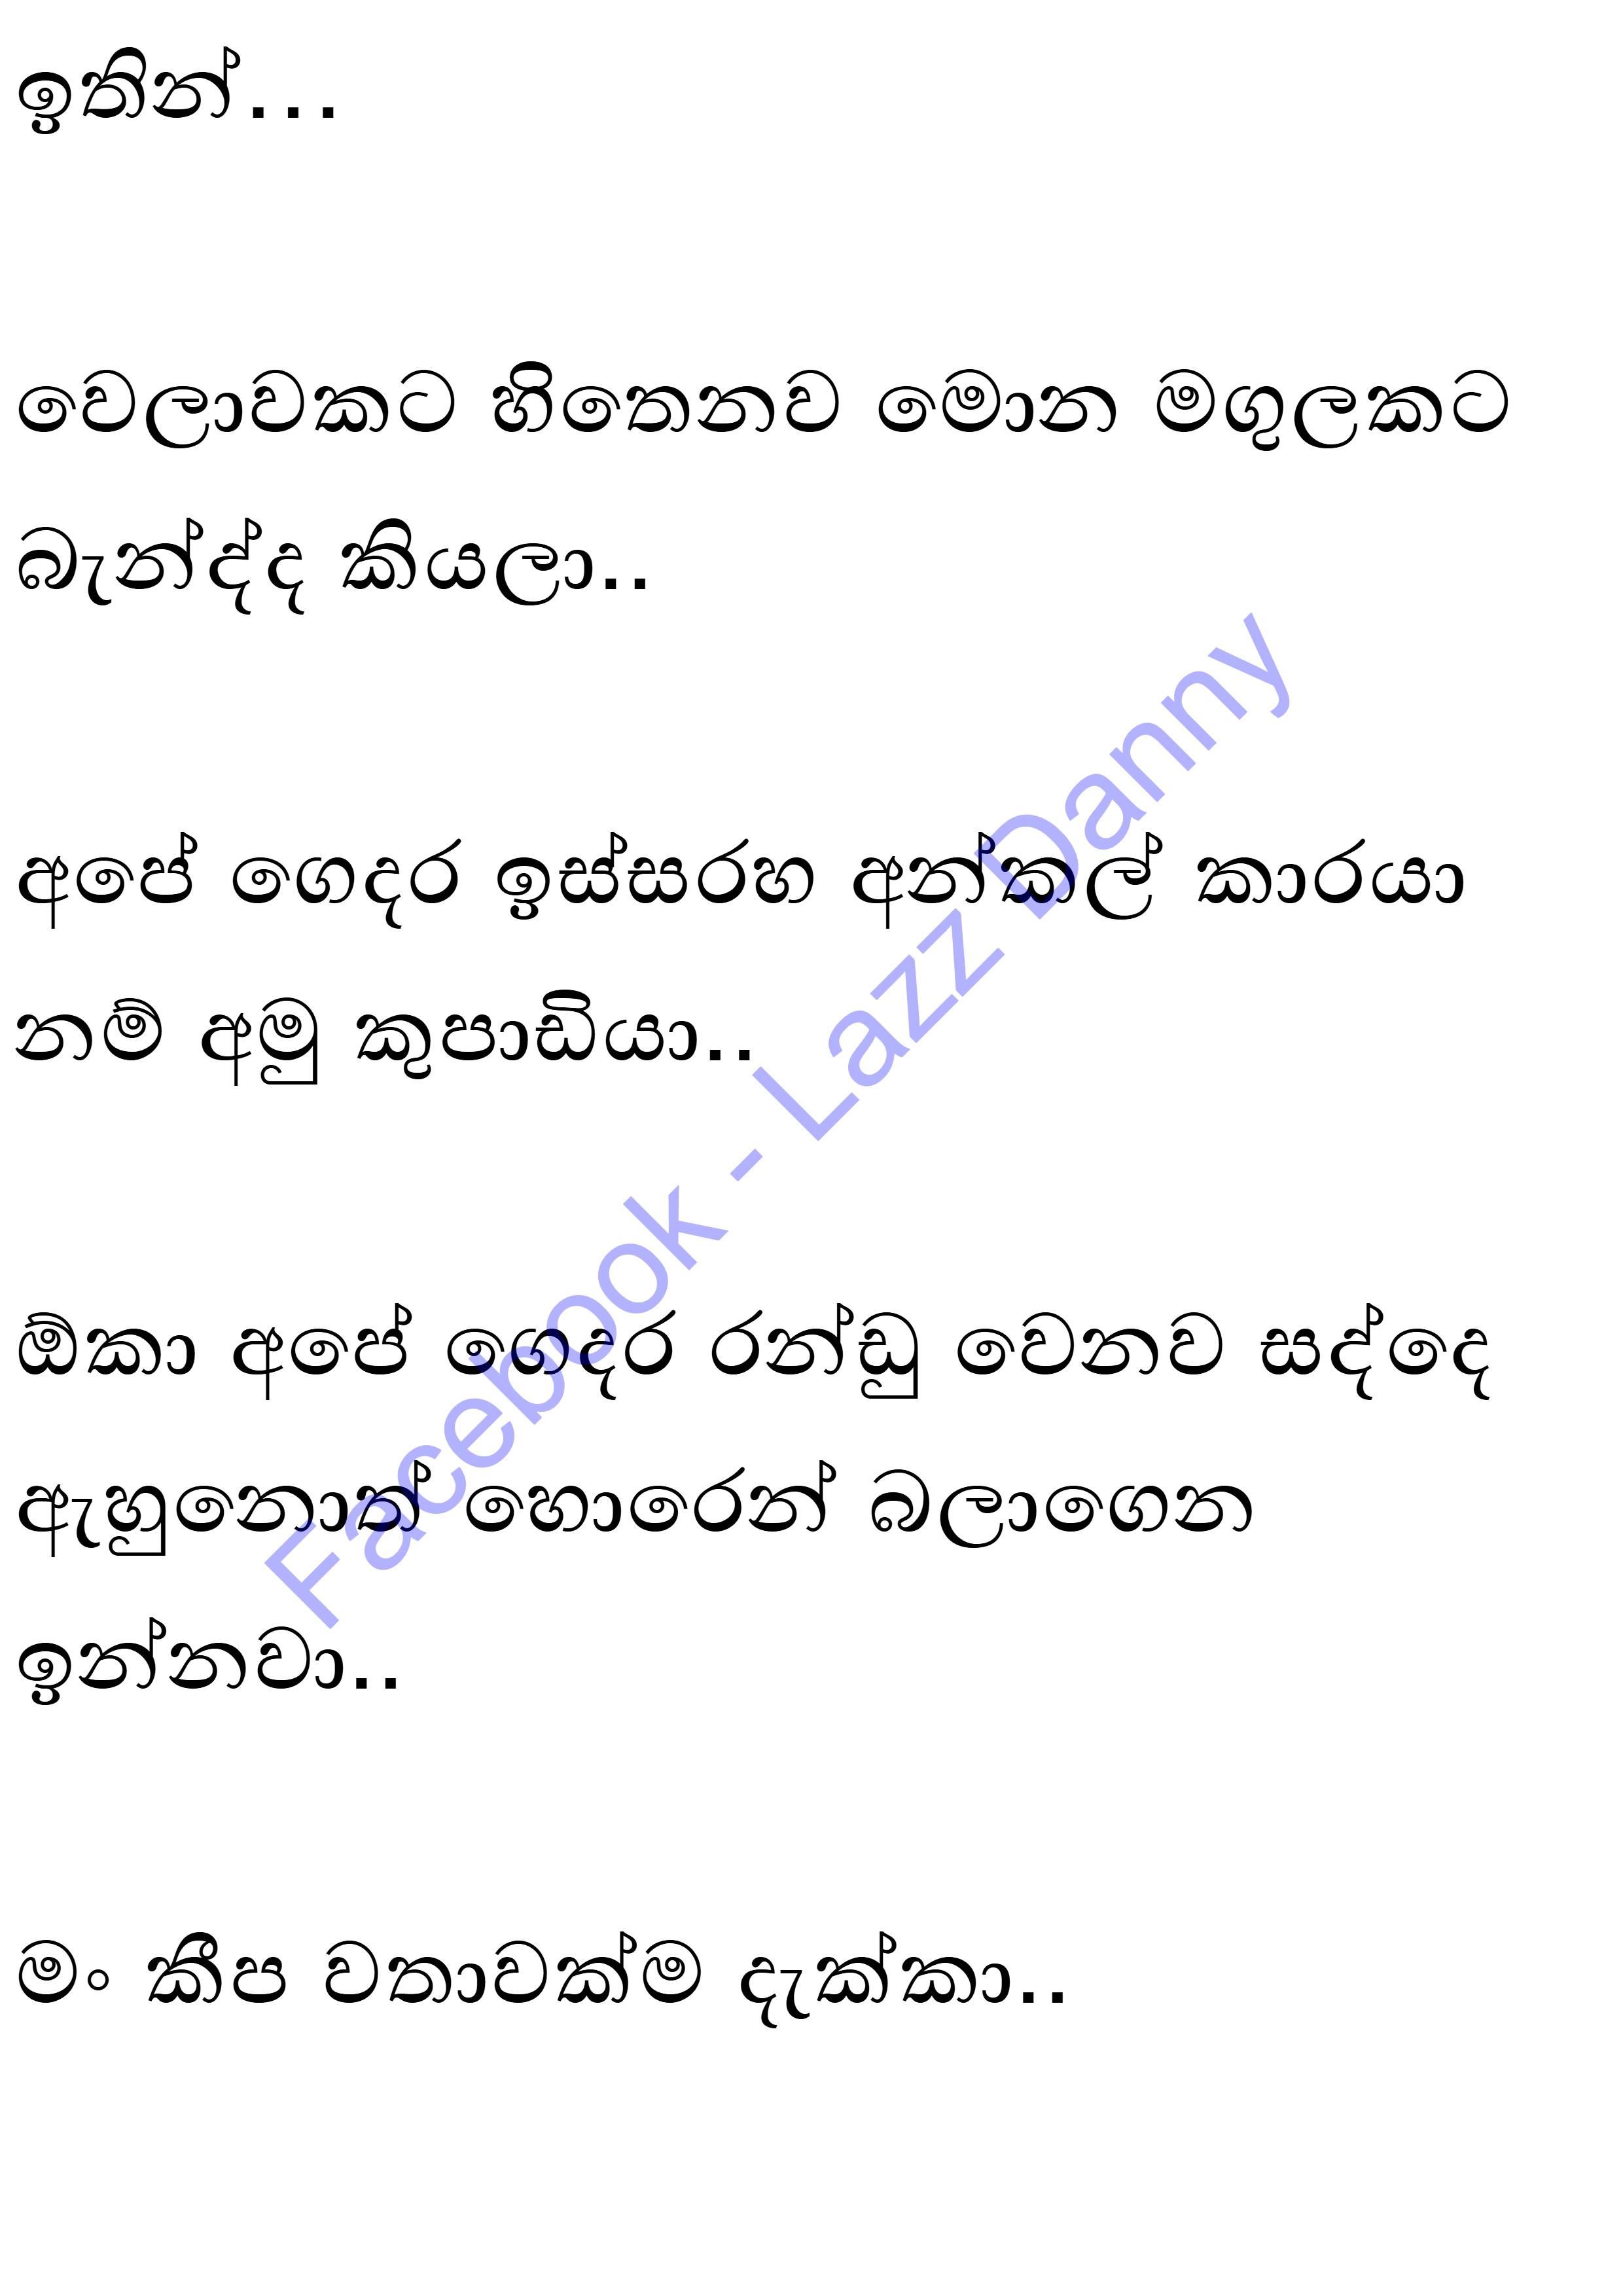 ඉතින්...
වෙලාවකට හිතෙනව මොන මගුලකට
බැන්ද්ද කියලා..
අපේ ගෙදර ඉස්සරහ අන්කල් කාරයා
නම් අමු කුපාඩියා..
ඕකා අපේ ගෙදර රන්ඩු වෙනව සද්දෙ
ඇහුනොත් හොරෙන් බලාගෙන
ඉන්නවා..
මං කීප වතාවක්ම දැක්කා..
Facebook - Lazz Danny